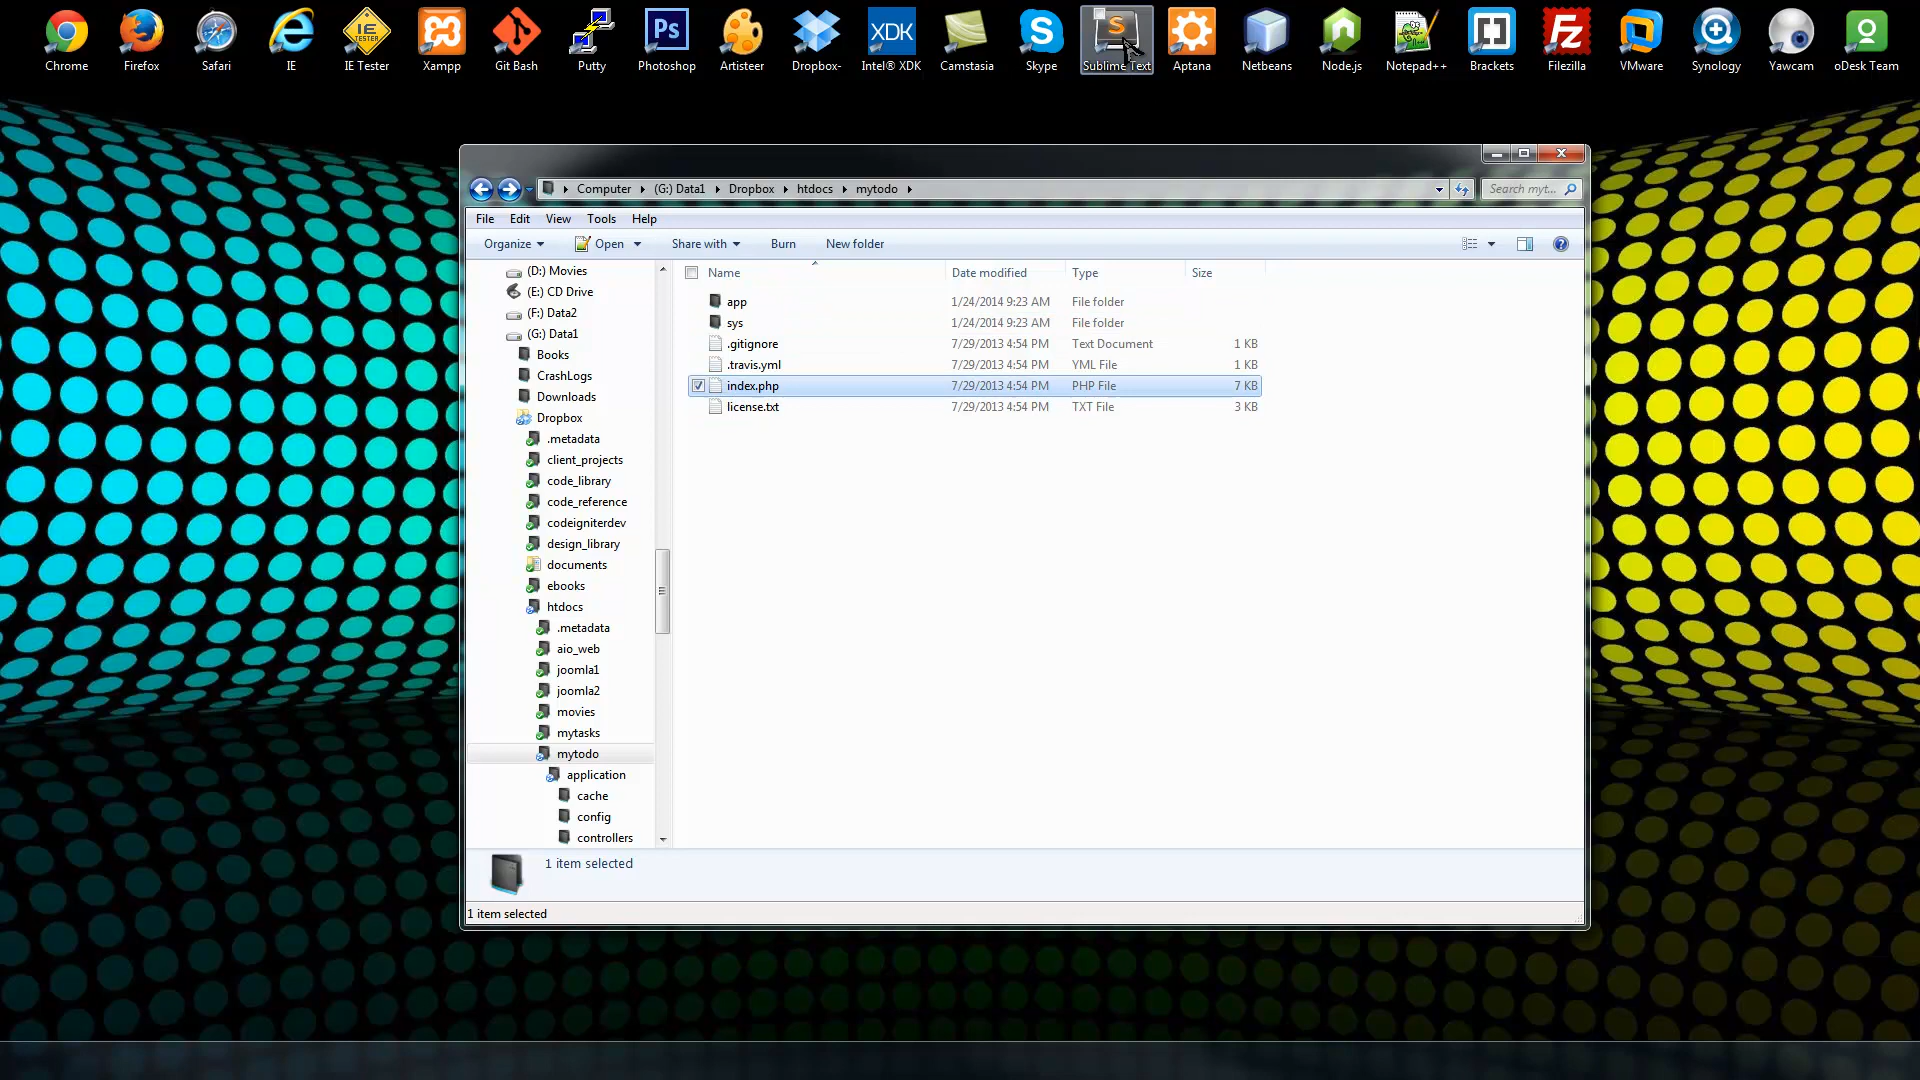 Chrome
Firefox
Safari
IE
IE Tester
Xampp
Git Bash
Putty
Photoshop
Artisteer
Dropbox-
Intel® XDK
Camstasia
Skype
Sublime Text
Aptana
Netbeans
Node.js
Notepad++
Brackets
Filezilla
VMware
Synology
Yawcam
oDesk Team
IE TESTER
Ps
XDK
Computer (G:) Data1 Dropbox htdocs mytodo
Search myt...
File Edit View Tools Help
Organize Open Share with Burn New folder
Name Date modified Type Size
(D:) Movies
(E:) CD Drive
(F:) Data2
(G:) Data1
Books
CrashLogs
Downloads
Dropbox
.metadata
client_projects
code_library
code_reference
codeigniterdev
design_library
documents
ebooks
htdocs
.metadata
aio_web
joomla1
joomla2
movies
mytasks
mytodo
application
cache
config
controllers
app 1/24/2014 9:23 AM File folder
sys 1/24/2014 9:23 AM File folder
.gitignore 7/29/2013 4:54 PM Text Document 1 KB
.travis.yml 7/29/2013 4:54 PM YML File 1 KB
index.php 7/29/2013 4:54 PM PHP File 7 KB
license.txt 7/29/2013 4:54 PM TXT File 3 KB
1 item selected
1 item selected